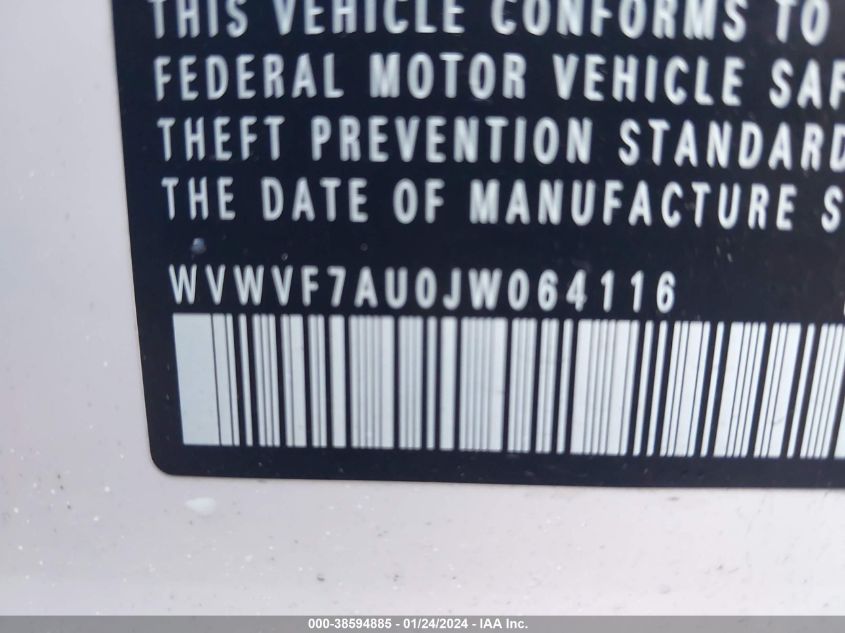 THIS VEHICLE CONFORMS TO
FEDERAL MOTOR VEHICLE SAF
THEFT PREVENTION STANDARD
THE DATE OF MANUFACTURE S
WVWVF7AU0JW064116
000-38594885 - 01/24/2024 - IAA Inc.